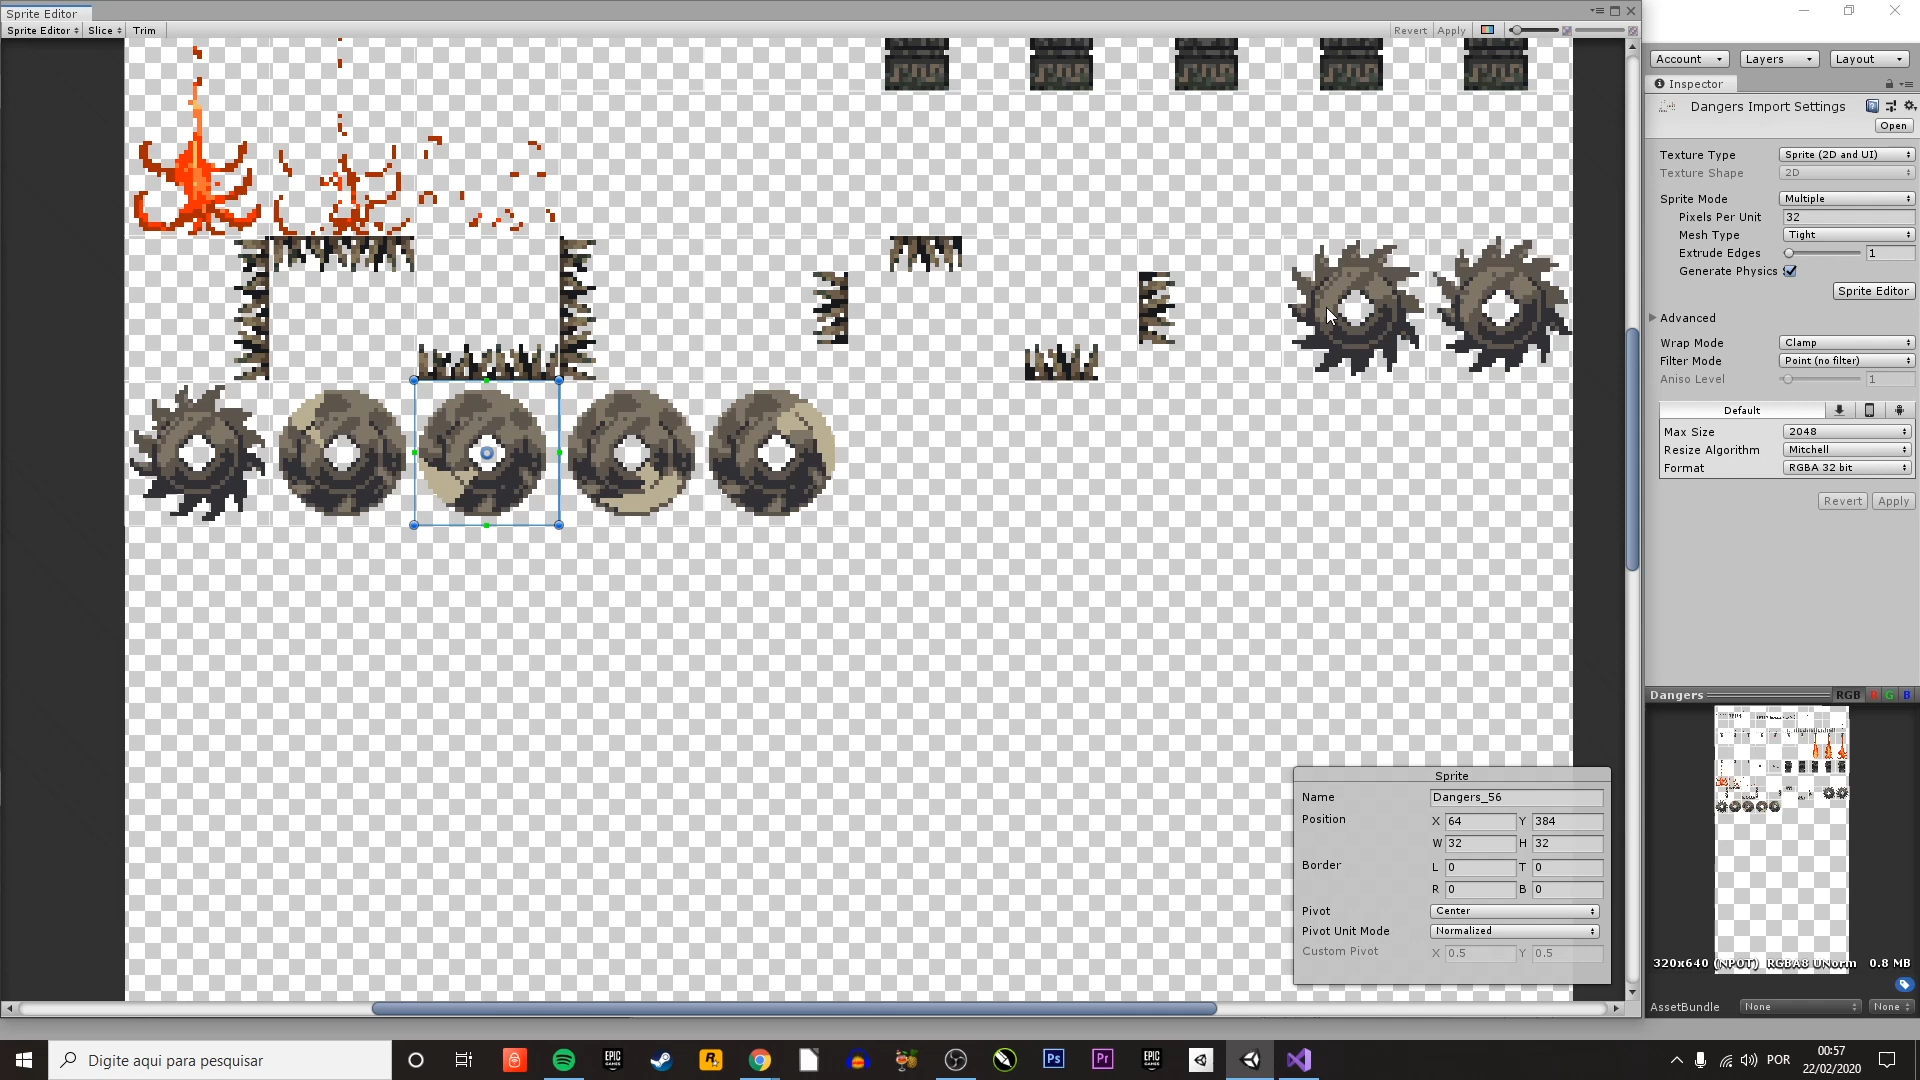 Sprite Editor
Sprite Editor Slice Trim Revert Apply
Account Layers Layout
Inspector
Dangers Import Settings
Open
Texture Type Sprite (2D and UI)
Texture Shape 2D
Sprite Mode Multiple
Pixels Per Unit 32
Mesh Type Tight
Extrude Edges 1
Generate Physics
Sprite Editor
Advanced
Wrap Mode Clamp
Filter Mode Point (no filter)
Aniso Level 1
Default
Max Size 2048
Resize Algorithm Mitchell
Format RGBA 32 bit
Revert Apply
Dangers RGB R G B
320x640 (NPOT) RGBA8 UNorm 0.8 MB
AssetBundle None None
Sprite
Name Dangers_56
Position X 64 Y 384
W 32 H 32
Border L 0 T 0
R 0 B 0
Pivot Center
Pivot Unit Mode Normalized
Custom Pivot X 0.5 Y 0.5
Digite aqui para pesquisar
EPIC GAMES
R
Ps
Pr
EPIC GAMES
POR
00:57
22/02/2020